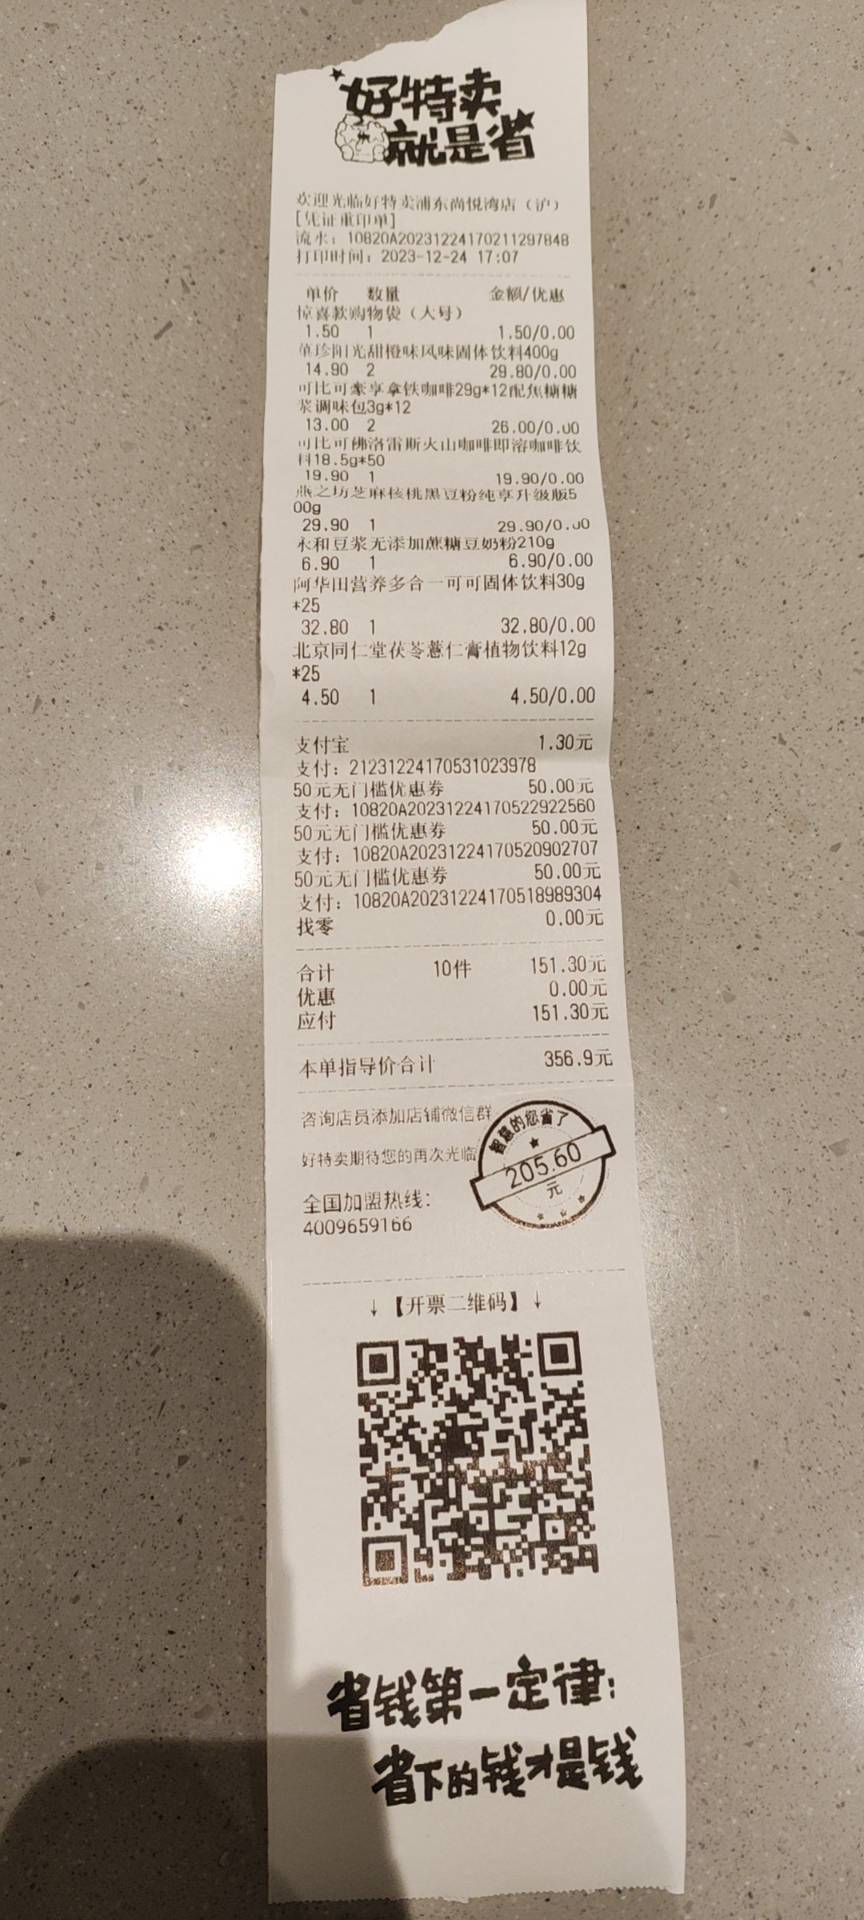 好特卖
就是省
欢迎光临好特卖浦东尚悦湾店（沪）
[凭证重印单]
流水：10820A20231224170211297848
打印时间：2023-12-24 17:07
单价 数量 金额/优惠
惊喜款购物袋（大号）
1.50 1 1.50/0.00
菓珍阳光甜橙味风味固体饮料400g
14.90 2 29.80/0.00
可比可豪享拿铁咖啡29g*12配焦糖糖
浆调味包3g*12
13.00 2 26.00/0.00
可比可佛洛雷斯火山咖啡即溶咖啡饮
料18.5g*50
19.90 1 19.90/0.00
燕之坊芝麻核桃黑豆粉纯享升级版5
00g
29.90 1 29.90/0.00
永和豆浆无添加蔗糖豆奶粉210g
6.90 1 6.90/0.00
阿华田营养多合一可可固体饮料30g
*25
32.80 1 32.80/0.00
北京同仁堂茯苓薏仁膏植物饮料12g
*25
4.50 1 4.50/0.00
支付宝 1.30元
支付：21231224170531023978
50元无门槛优惠券 50.00元
支付：10820A20231224170522922560
50元无门槛优惠券 50.00元
支付：10820A20231224170520902707
50元无门槛优惠券 50.00元
支付：10820A20231224170518989304
找零 0.00元
合计 10件 151.30元
优惠 0.00元
应付 151.30元
本单指导价合计 356.9元
咨询店员添加店铺微信群
好特卖期待您的再次光临
智慧的您省了
205.60
元
全国加盟热线：
4009659166
↓【开票二维码】↓
省钱第一定律：
省下的钱才是钱